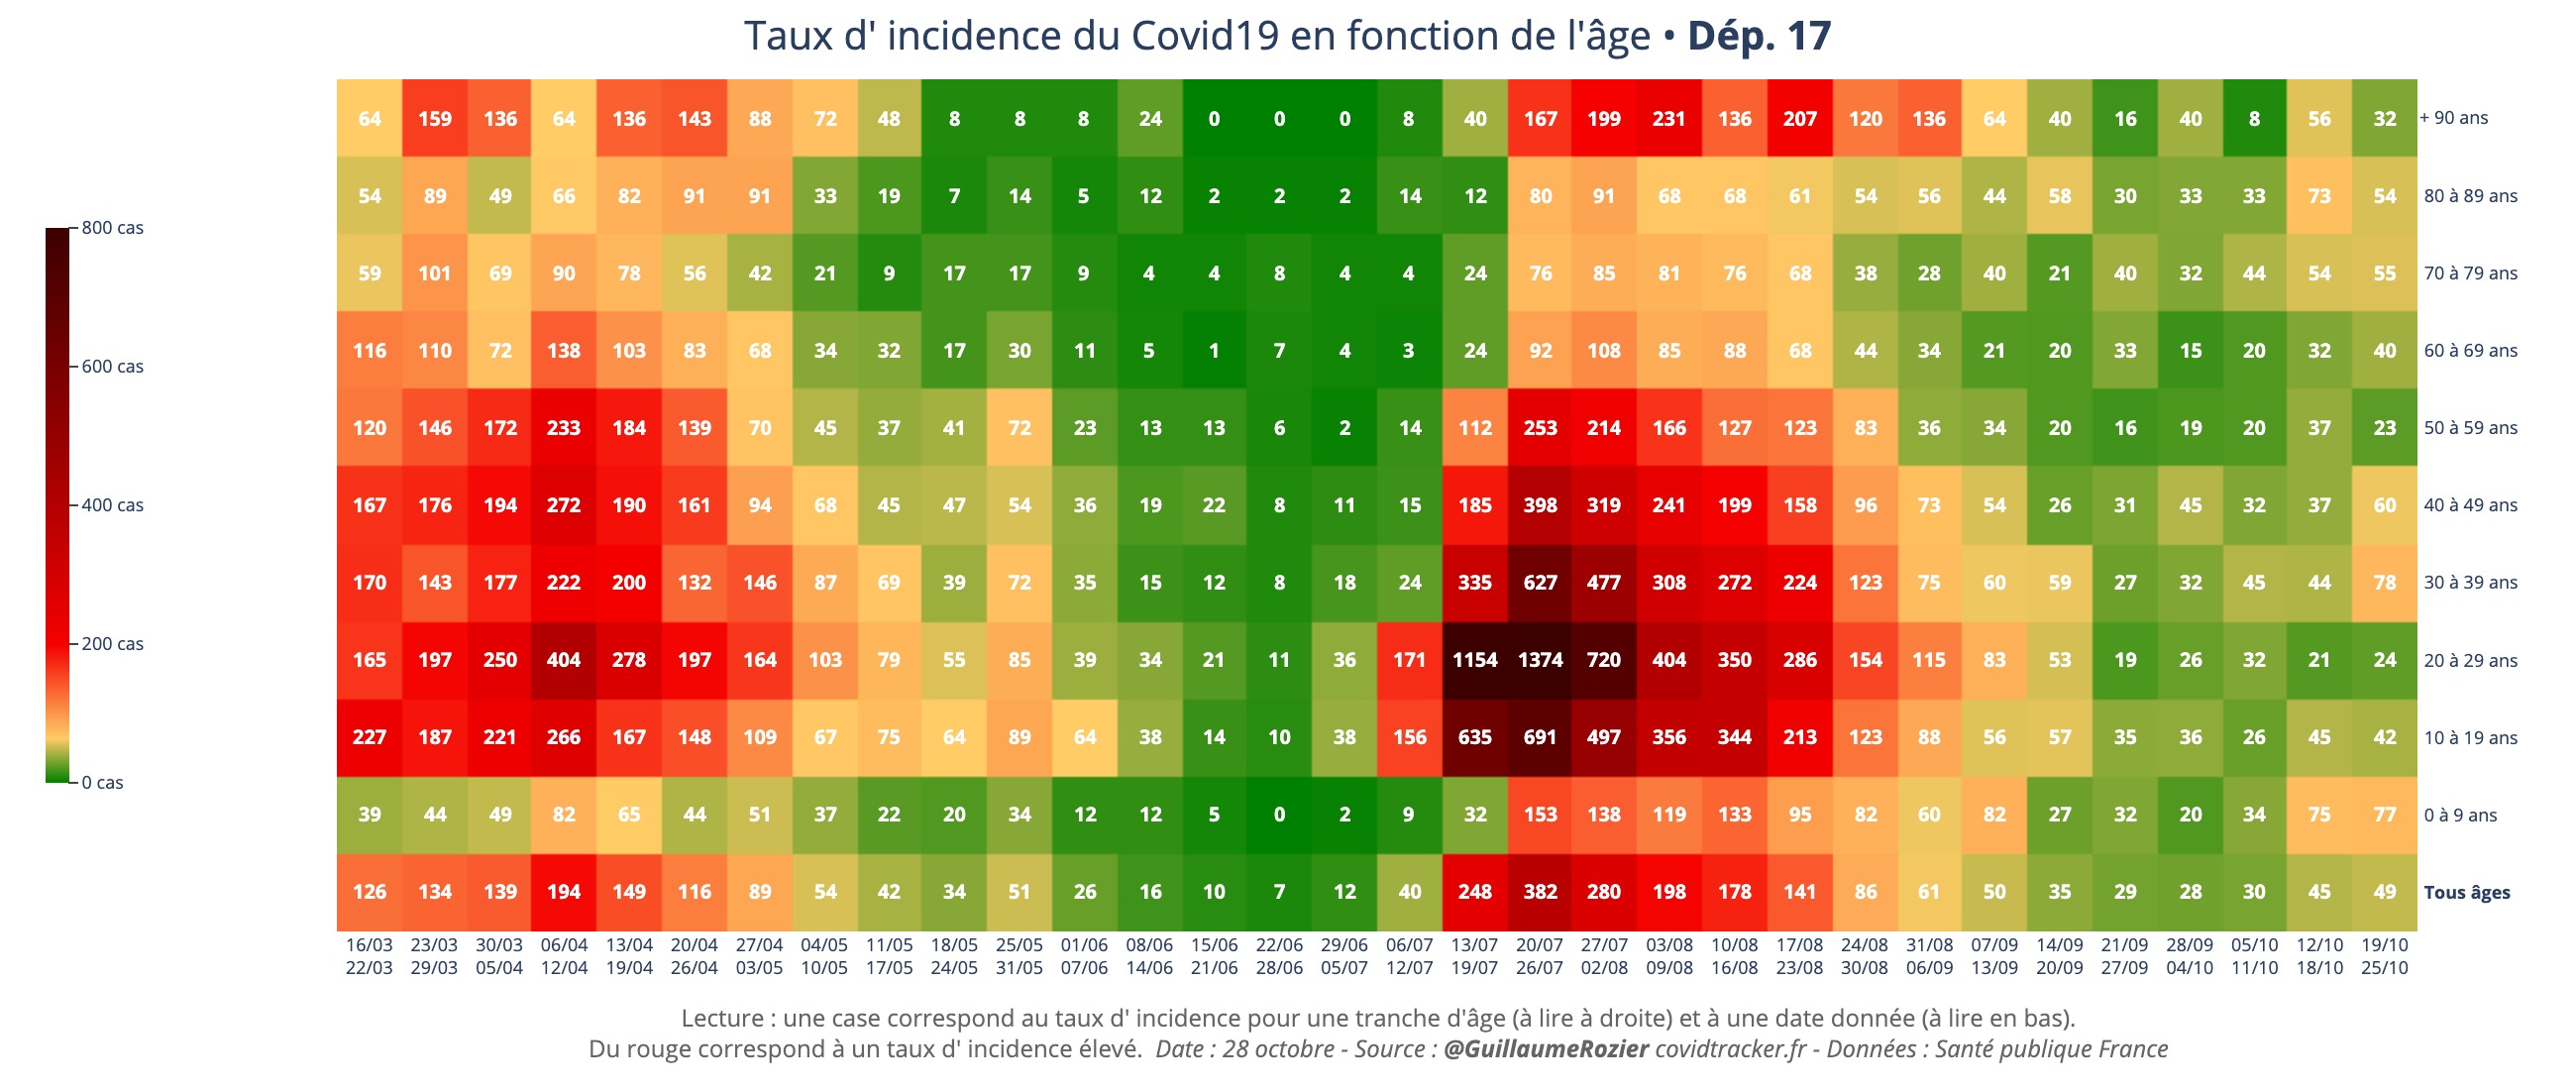 Taux d' incidence du Covid19 en fonction de l'âge • Dép. 17
800 cas
600 cas
400 cas
200 cas
0 cas
64 159 136 64 136 143 88 72 48 8 8 8 24 0 0 0 8 40 167 199 231 136 207 120 136 64 40 16 40 8 56 32 + 90 ans
54 89 49 66 82 91 91 33 19 7 14 5 12 2 2 2 14 12 80 91 68 68 61 54 56 44 58 30 33 33 73 54 80 à 89 ans
59 101 69 90 78 56 42 21 9 17 17 9 4 4 8 4 4 24 76 85 81 76 68 38 28 40 21 40 32 44 54 55 70 à 79 ans
116 110 72 138 103 83 68 34 32 17 30 11 5 1 7 4 3 24 92 108 85 88 68 44 34 21 20 33 15 20 32 40 60 à 69 ans
120 146 172 233 184 139 70 45 37 41 72 23 13 13 6 2 14 112 253 214 166 127 123 83 36 34 20 16 19 20 37 23 50 à 59 ans
167 176 194 272 190 161 94 68 45 47 54 36 19 22 8 11 15 185 398 319 241 199 158 96 73 54 26 31 45 32 37 60 40 à 49 ans
170 143 177 222 200 132 146 87 69 39 72 35 15 12 8 18 24 335 627 477 308 272 224 123 75 60 59 27 32 45 44 78 30 à 39 ans
165 197 250 404 278 197 164 103 79 55 85 39 34 21 11 36 171 1154 1374 720 404 350 286 154 115 83 53 19 26 32 21 24 20 à 29 ans
227 187 221 266 167 148 109 67 75 64 89 64 38 14 10 38 156 635 691 497 356 344 213 123 88 56 57 35 36 26 45 42 10 à 19 ans
39 44 49 82 65 44 51 37 22 20 34 12 12 5 0 2 9 32 153 138 119 133 95 82 60 82 27 32 20 34 75 77 0 à 9 ans
126 134 139 194 149 116 89 54 42 34 51 26 16 10 7 12 40 248 382 280 198 178 141 86 61 50 35 29 28 30 45 49 Tous âges
16/03 23/03 30/03 06/04 13/04 20/04 27/04 04/05 11/05 18/05 25/05 01/06 08/06 15/06 22/06 29/06 06/07 13/07 20/07 27/07 03/08 10/08 17/08 24/08 31/08 07/09 14/09 21/09 28/09 05/10 12/10 19/10
22/03 29/03 05/04 12/04 19/04 26/04 03/05 10/05 17/05 24/05 31/05 07/06 14/06 21/06 28/06 05/07 12/07 19/07 26/07 02/08 09/08 16/08 23/08 30/08 06/09 13/09 20/09 27/09 04/10 11/10 18/10 25/10
Lecture : une case correspond au taux d' incidence pour une tranche d'âge (à lire à droite) et à une date donnée (à lire en bas).
Du rouge correspond à un taux d' incidence élevé. Date : 28 octobre - Source : @GuillaumeRozier covidtracker.fr - Données : Santé publique France